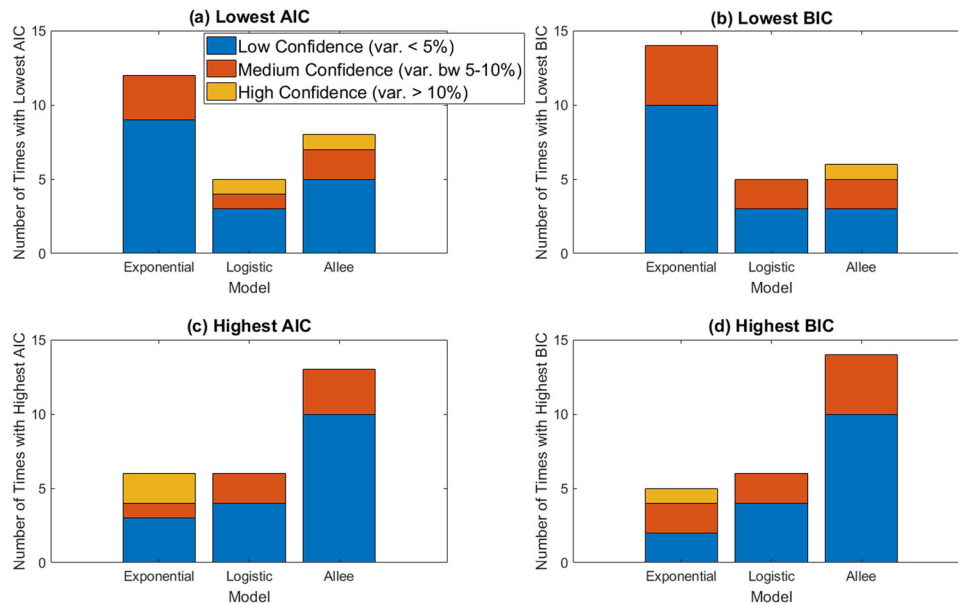 (a) Lowest AIC
Number of Times with Lowest AIC
15
10
5
0
Low Confidence (var. < 5%)
Medium Confidence (var. bw 5-10%)
High Confidence (var. > 10%)
Exponential Logistic Allee
Model
(b) Lowest BIC
Number of Times with Lowest BIC
15
10
5
0
Exponential Logistic Allee
Model
(c) Highest AIC
Number of Times with Highest AIC
15
10
5
0
Exponential Logistic Allee
Model
(d) Highest BIC
Number of Times with Highest BIC
15
10
5
0
Exponential Logistic Allee
Model